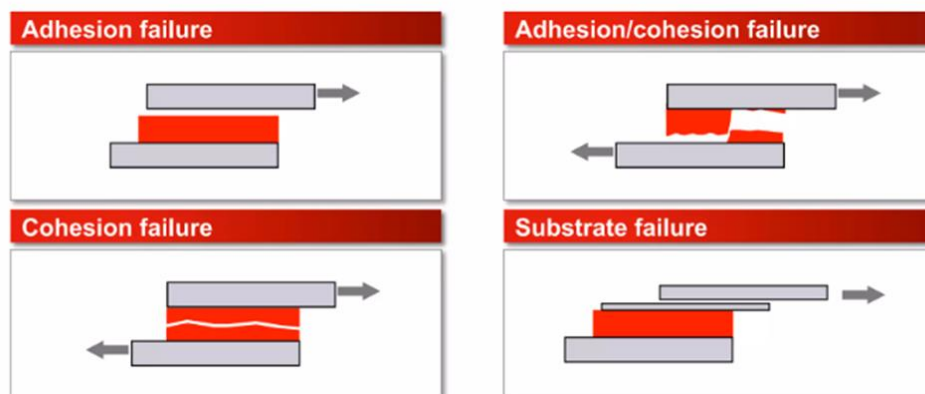 Adhesion failure
Adhesion/cohesion failure
Cohesion failure
Substrate failure